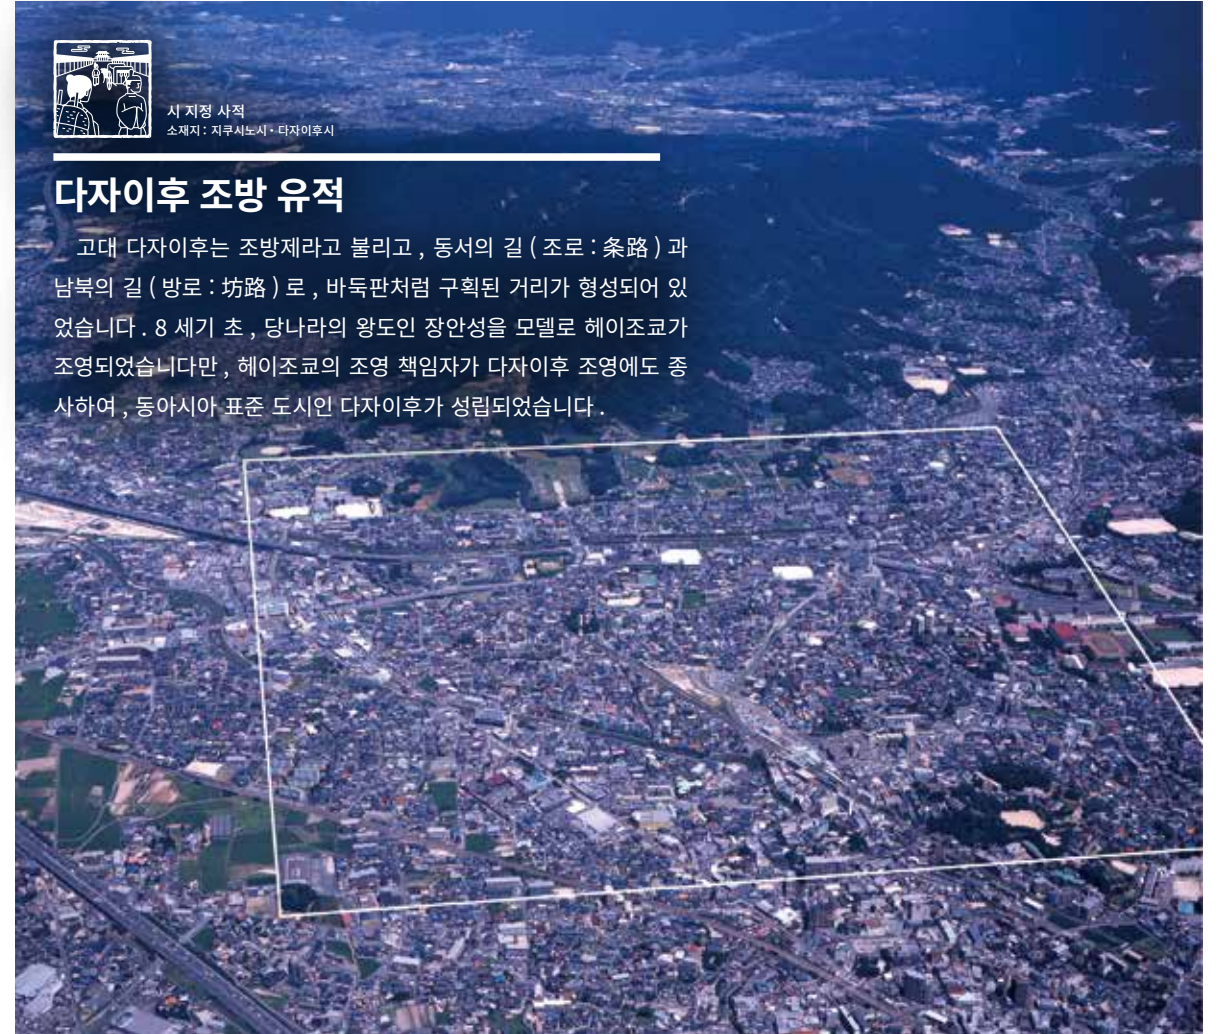 시 지정 사적
소재지 : 지쿠시노시・다자이후시
다자이후 조방 유적
고대 다자이후는 조방제라고 불리고 , 동서의 길 ( 조로 : 条路 ) 과
남북의 길 ( 방로 : 坊路 ) 로 , 바둑판처럼 구획된 거리가 형성되어 있
었습니다 . 8 세기 초 , 당나라의 왕도인 장안성을 모델로 헤이조쿄가
조영되었습니다만 , 헤이조쿄의 조영 책임자가 다자이후 조영에도 종
사하여 , 동아시아 표준 도시인 다자이후가 성립되었습니다 .